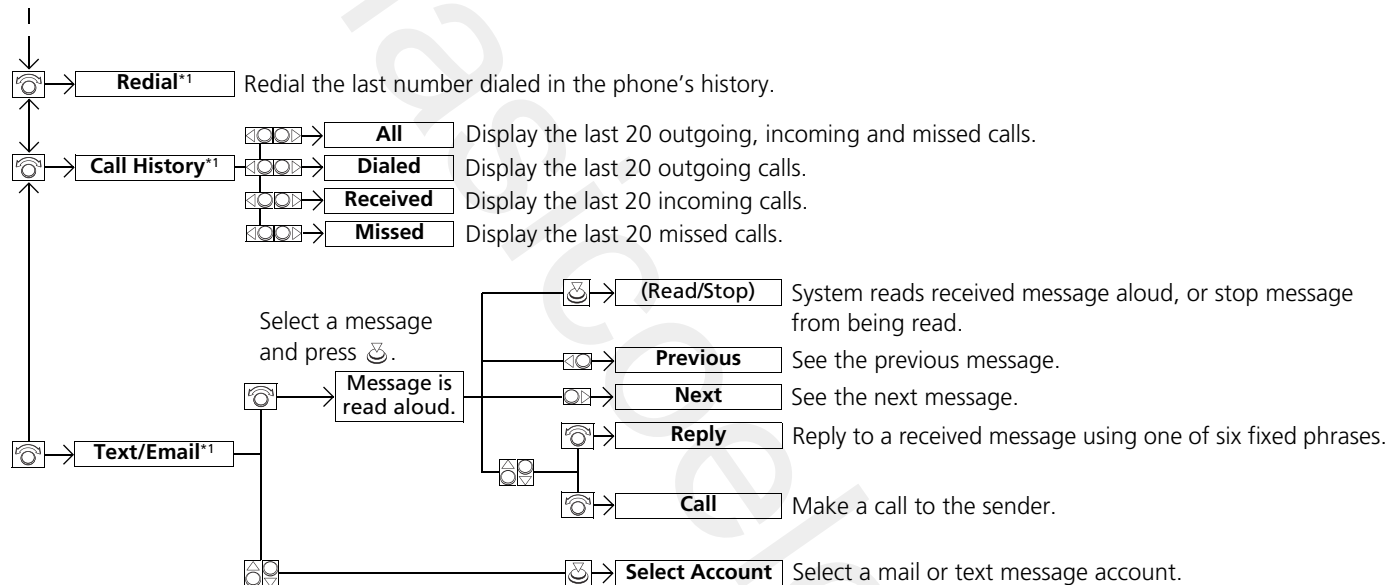 Redial*1 Redial the last number dialed in the phone's history.
All Display the last 20 outgoing, incoming and missed calls.
Call History*1 Dialed Display the last 20 outgoing calls.
Received Display the last 20 incoming calls.
Missed Display the last 20 missed calls.
(Read/Stop) System reads received message aloud, or stop message
from being read.
Select a message
and press .
Previous See the previous message.
Message is
read aloud.
Next See the next message.
Reply Reply to a received message using one of six fixed phrases.
Text/Email*1
Call Make a call to the sender.
Select Account Select a mail or text message account.